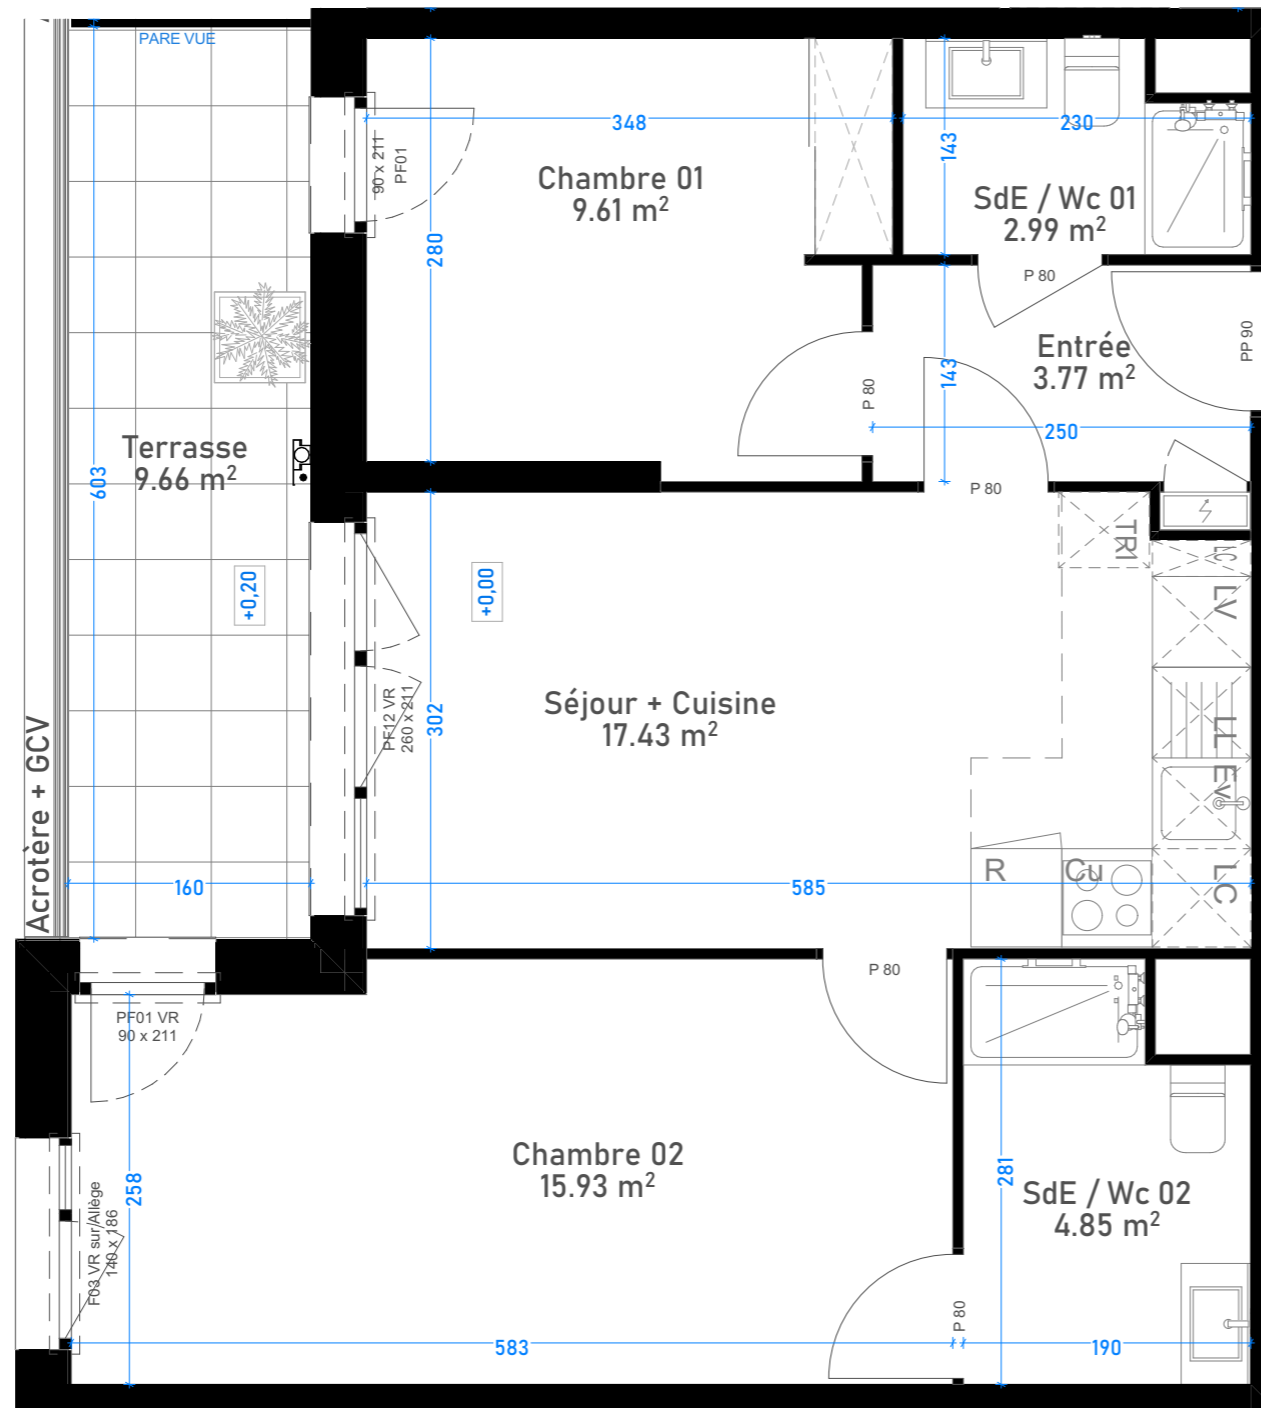 PARE VUE
348
230
143
90 x 211
PF01
Chambre 01
9.61 m²
SdE / Wc 01
2.99 m²
280
P 80
Entrée
3.77 m²
PP 90
143
P 80
250
Terrasse
9.66 m²
603
P 80
TRI
LC
LV
+0,20
+0,00
Séjour + Cuisine
17.43 m²
PF12 VR
260 x 211
302
LL
Ev
Acrotère + GCV
160
585
R
Cu
LC
P 80
PF01 VR
90 x 211
Chambre 02
15.93 m²
258
281
SdE / Wc 02
4.85 m²
F03 VR sur/Allège
140 x 186
P 80
583
190